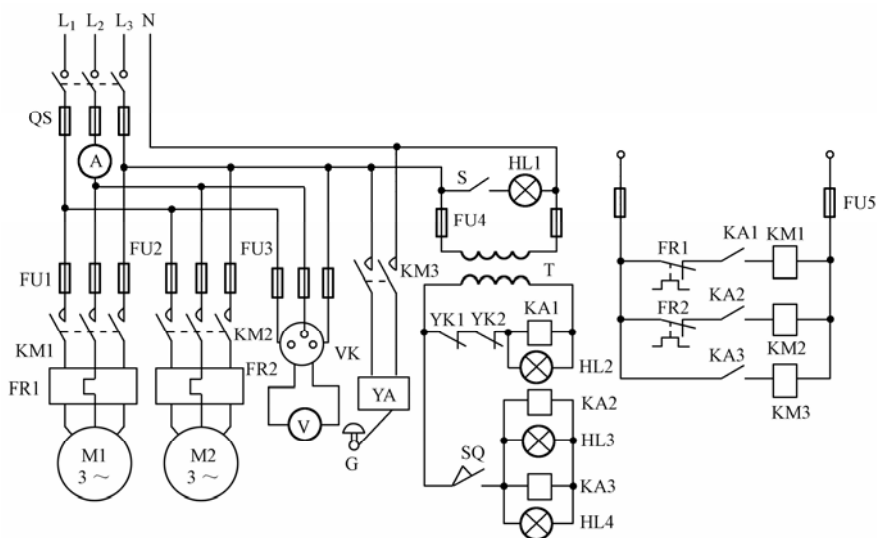 L1 L2 L3 N
QS
A
S
HL1
FU4
FU5
FU1
FU2
FU3
KM3
T
FR1
KA1
KM1
YK1
YK2
KA1
HL2
FR2
KA2
KM2
KM1
KM2
VK
FR1
FR2
YA
KA3
KM3
KA2
V
G
HL3
SQ
M1
3 ~
M2
3 ~
KA3
HL4